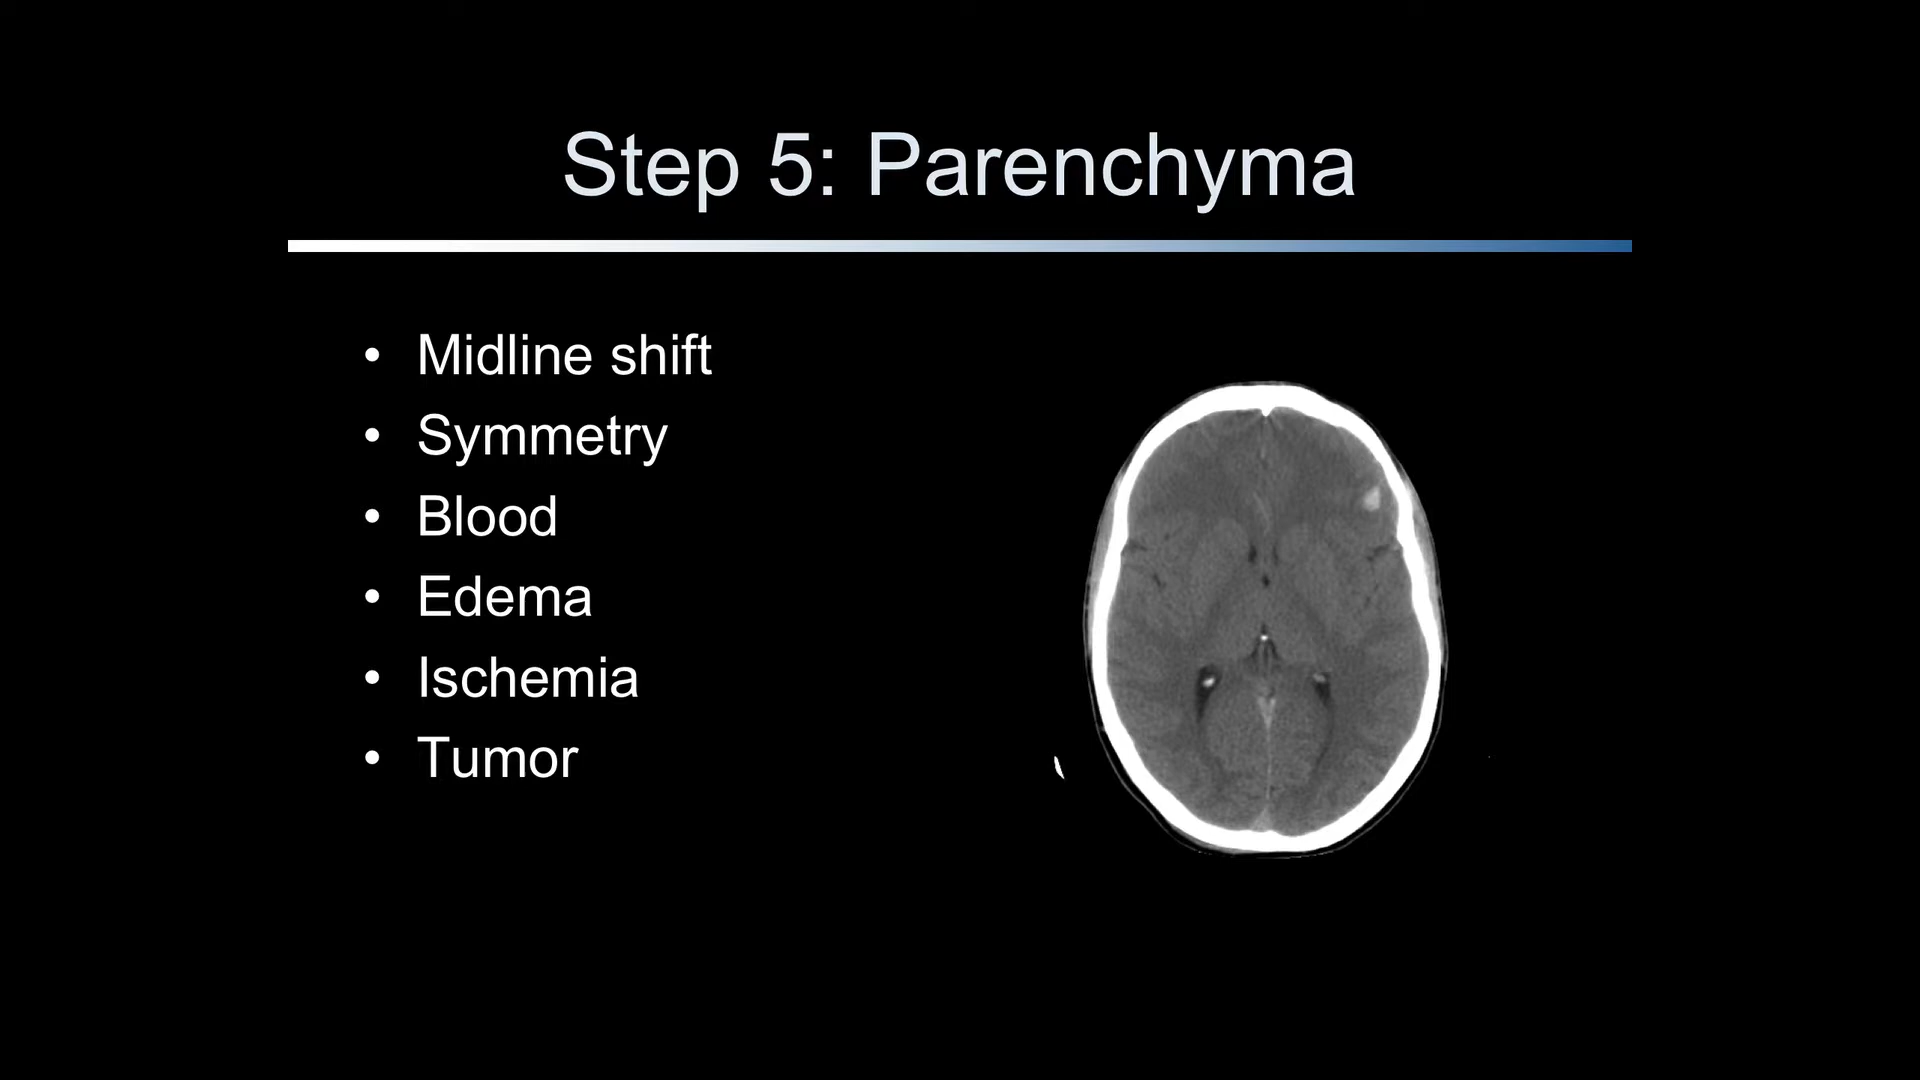 Step 5: Parenchyma
• Midline shift
• Symmetry
• Blood
• Edema
• Ischemia
• Tumor